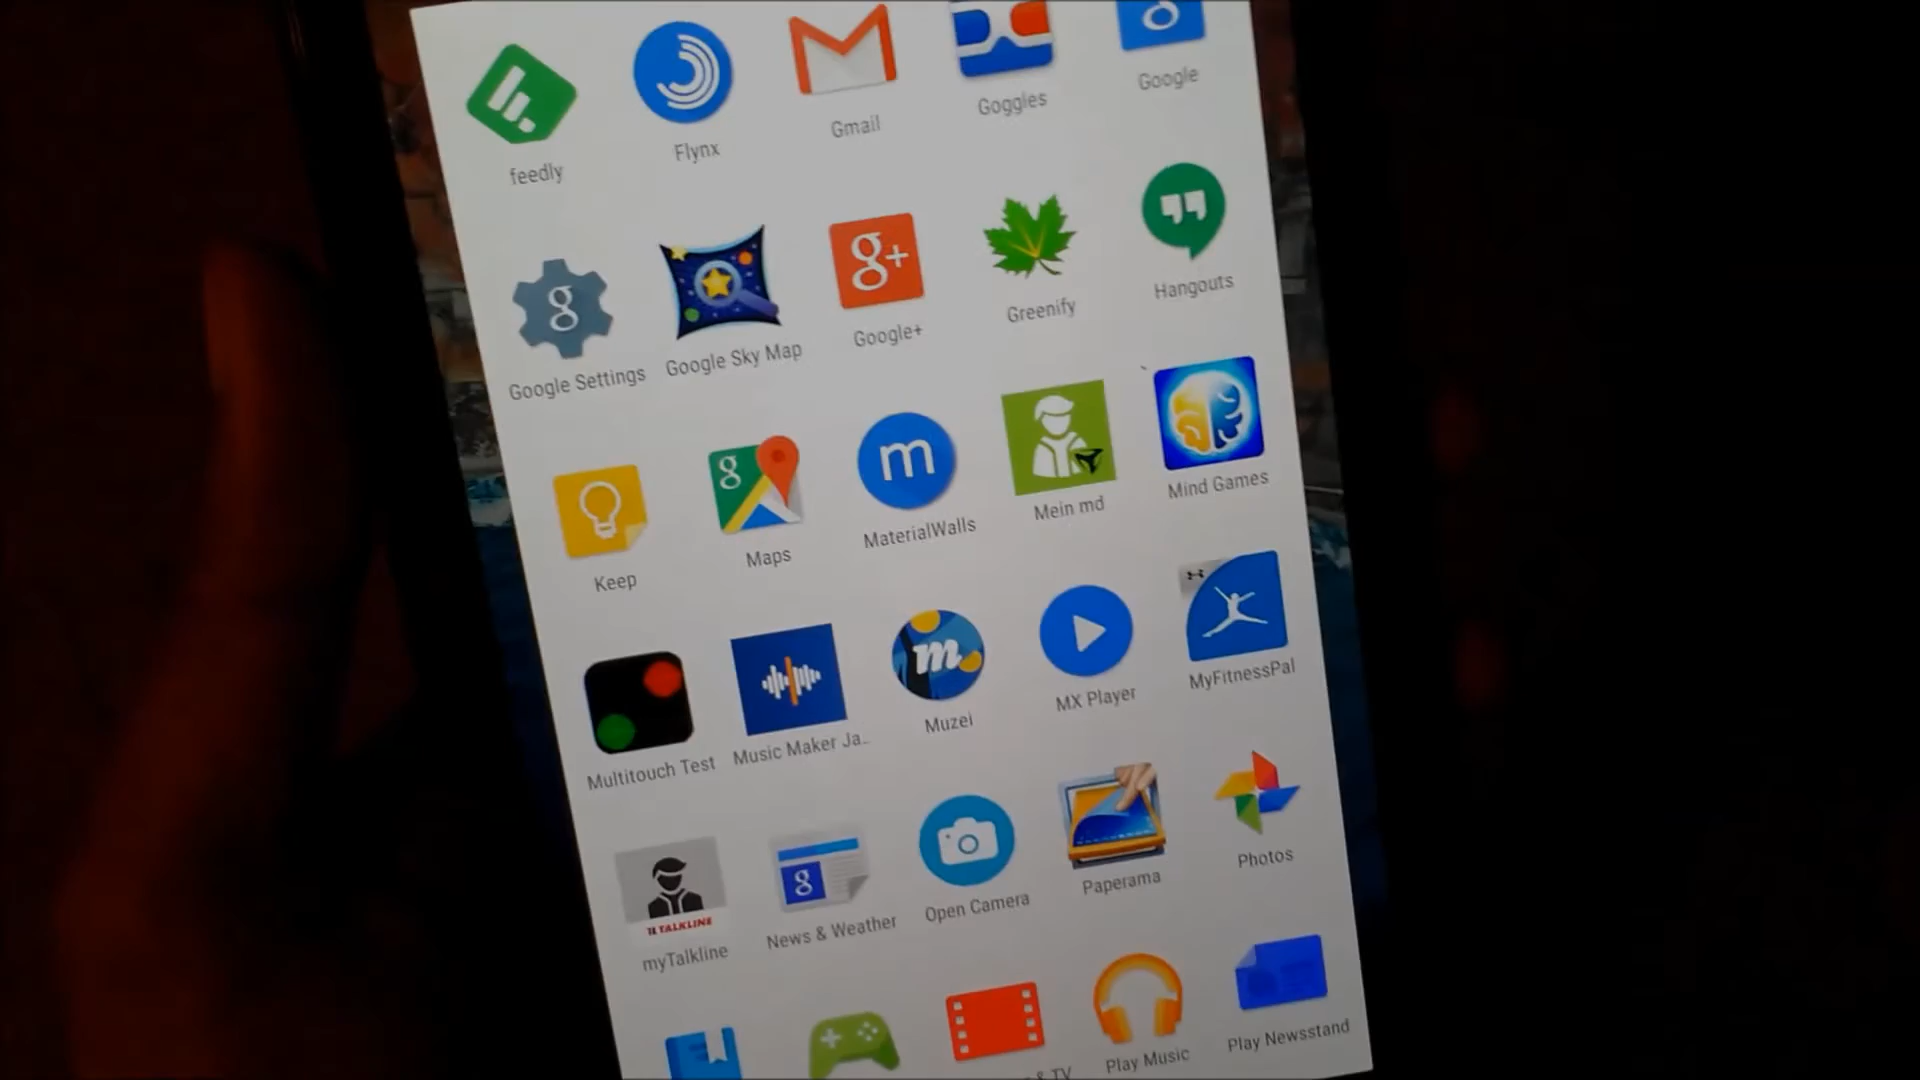 feedly
Flynx
Gmail
Goggles
Google
g
Google Settings
Google Sky Map
g+
Google+
Greenify
Hangouts
Keep
g
Maps
m
MaterialWalls
Mein md
Mind Games
Multitouch Test
Music Maker Ja..
m
Muzei
MX Player
MyFitnessPal
TALKLINE
myTalkline
g
News & Weather
Open Camera
Paperama
Photos
& TV
Play Music
Play Newsstand